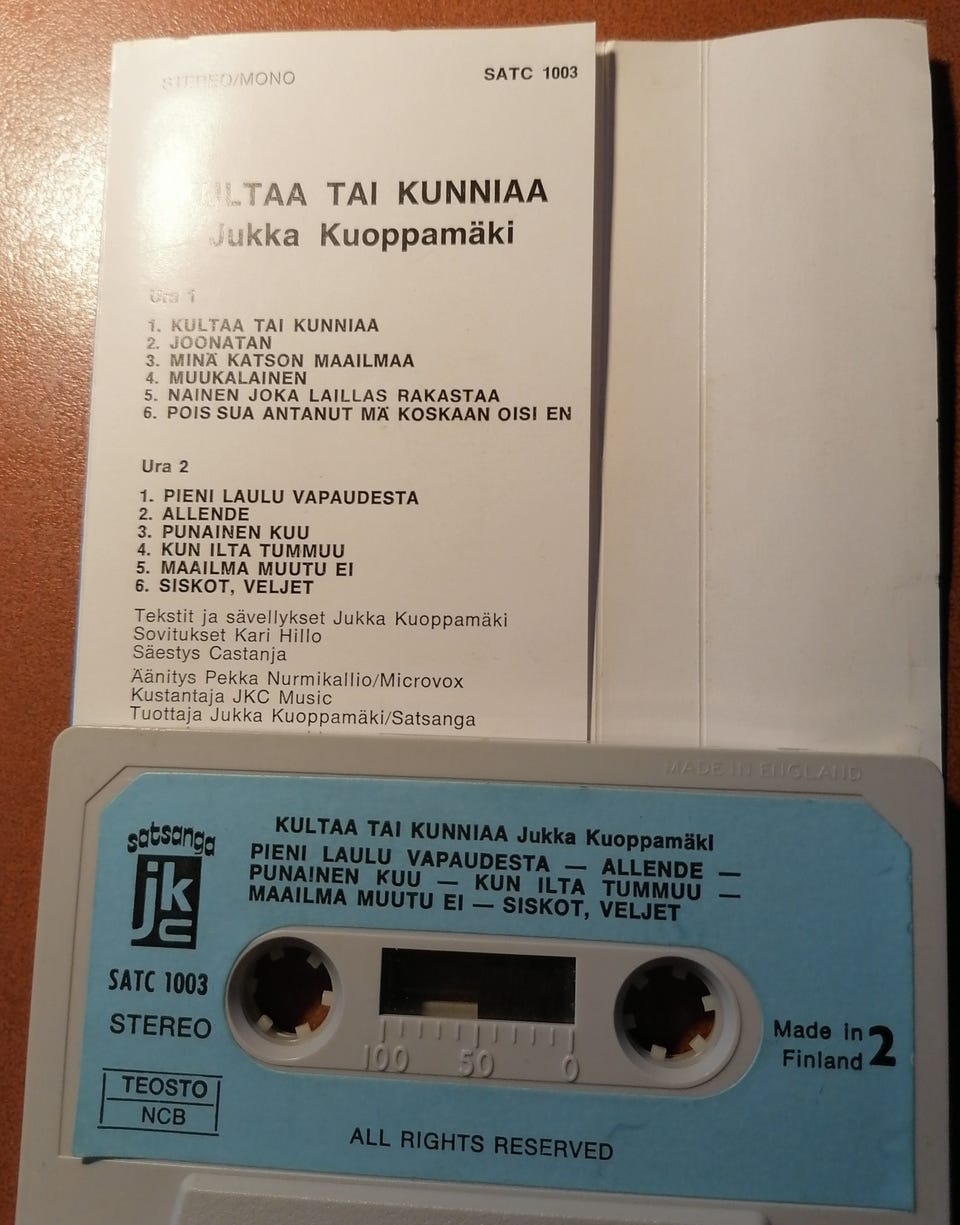 STEREO/MONO
SATC 1003
KULTAA TAI KUNNIAA
Jukka Kuoppamäki
Ura 1
1. KULTAA TAI KUNNIAA
2. JOONATAN
3. MINÄ KATSON MAAILMAA
4. MUUKALAINEN
5. NAINEN JOKA LAILLAS RAKASTAA
6. POIS SUA ANTANUT MÄ KOSKAAN OISI EN
Ura 2
1. PIENI LAULU VAPAUDESTA
2. ALLENDE
3. PUNAINEN KUU
4. KUN ILTA TUMMUU
5. MAAILMA MUUTU EI
6. SISKOT, VELJET
Tekstit ja sävellykset Jukka Kuoppamäki
Sovitukset Kari Hillo
Säestys Castanja
Äänitys Pekka Nurmikallio/Microvox
Kustantaja JKC Music
Tuottaja Jukka Kuoppamäki/Satsanga
MADE IN ENGLAND
satsanga
jkc
KULTAA TAI KUNNIAA Jukka Kuoppamäki
PIENI LAULU VAPAUDESTA — ALLENDE —
PUNAINEN KUU — KUN ILTA TUMMUU —
MAAILMA MUUTU EI — SISKOT, VELJET
SATC 1003
STEREO
100 50 0
Made in
Finland 2
TEOSTO
NCB
ALL RIGHTS RESERVED